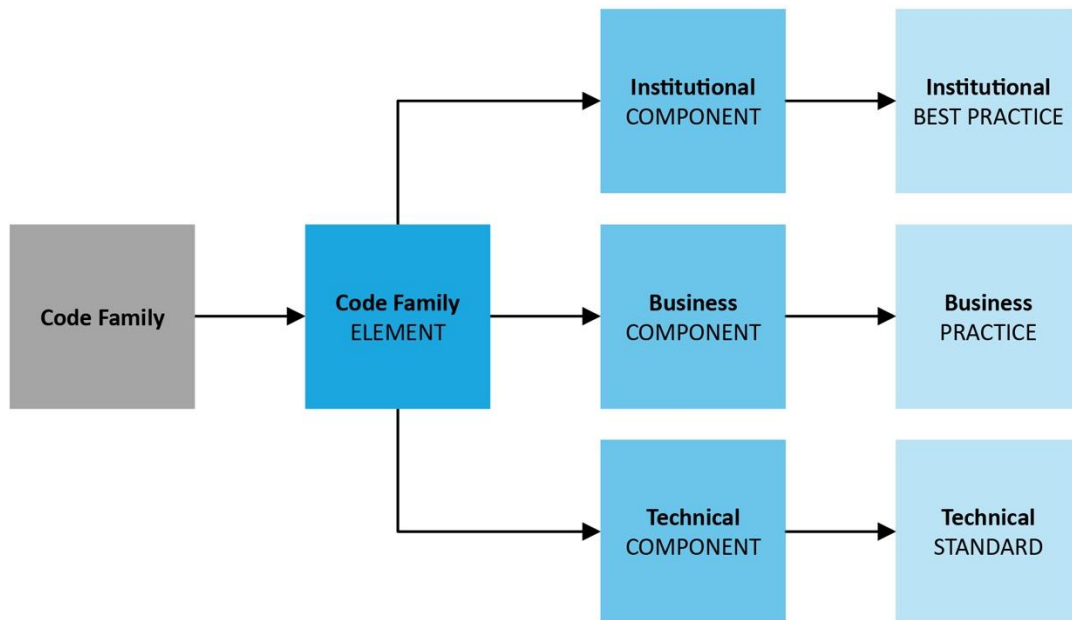 Institutional
COMPONENT
Institutional
BEST PRACTICE
Code Family
Code Family
ELEMENT
Business
COMPONENT
Business
PRACTICE
Technical
COMPONENT
Technical
STANDARD